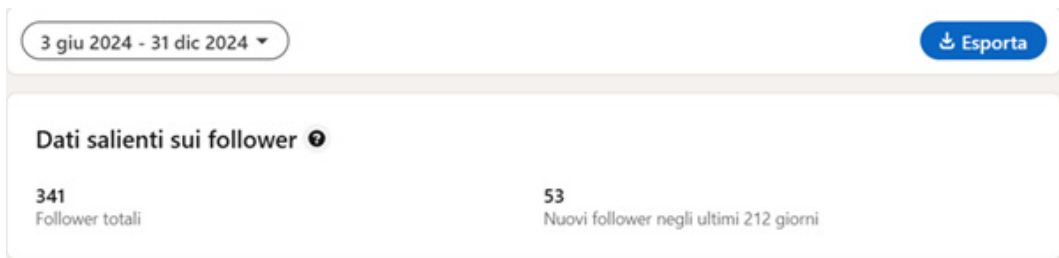 3 giu 2024 - 31 dic 2024
Esporta
Dati salienti sui follower
341
Follower totali
53
Nuovi follower negli ultimi 212 giorni